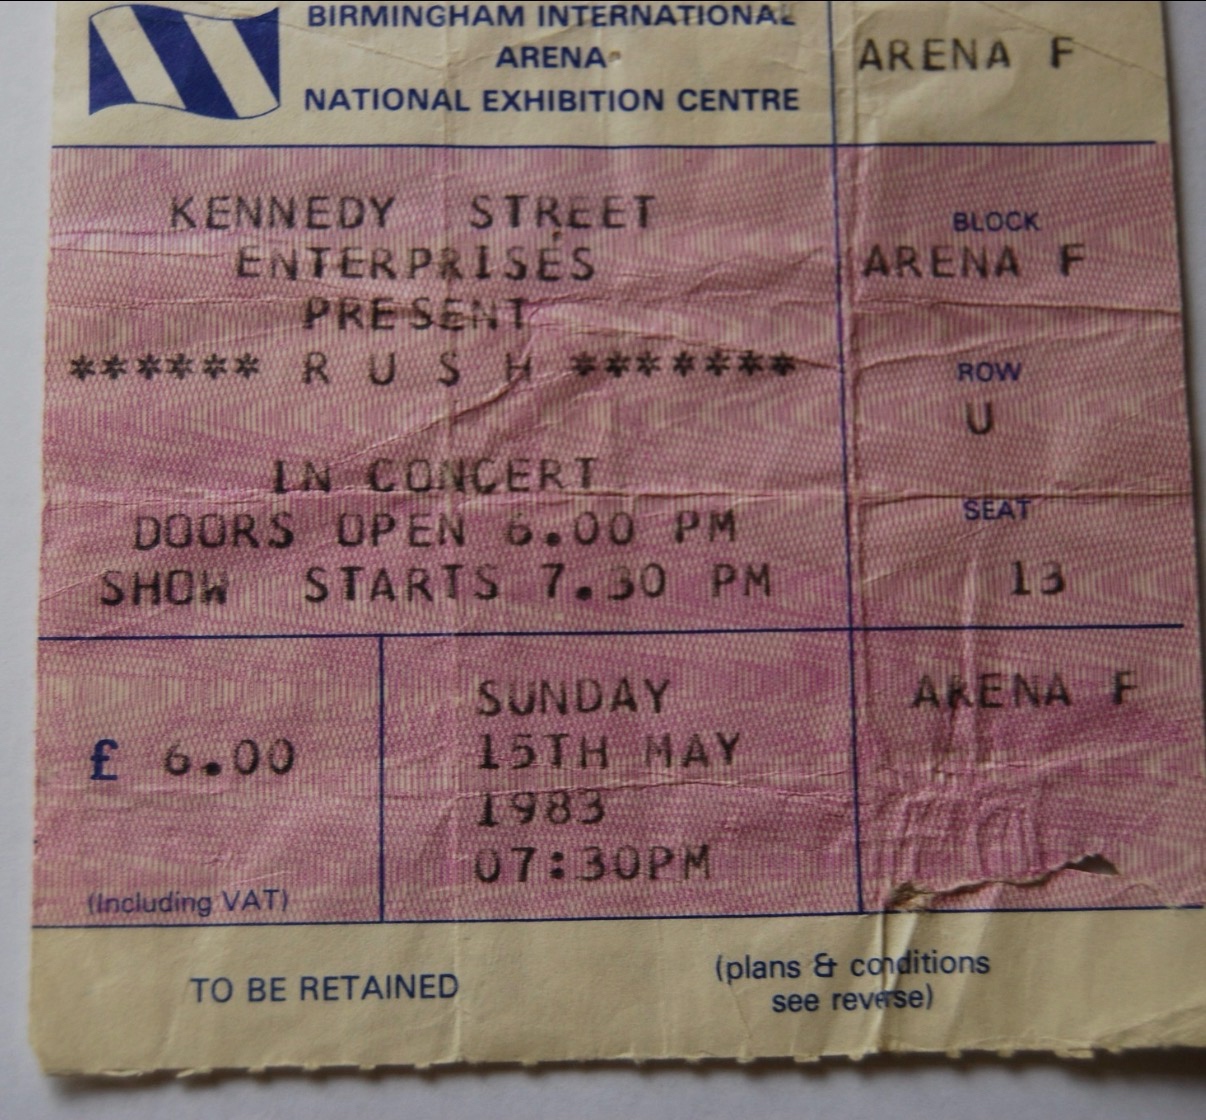 BIRMINGHAM INTERNATIONAL
ARENA
NATIONAL EXHIBITION CENTRE
ARENA F
KENNEDY STREET
ENTERPRISES
PRESENT
****** R U S H *******
IN CONCERT
DOORS OPEN 6.00 PM
SHOW STARTS 7.30 PM
BLOCK
ARENA F
ROW
U
SEAT
13
£ 6.00
(Including VAT)
SUNDAY
15TH MAY
1983
07:30PM
ARENA F
TO BE RETAINED
(plans & conditions
see reverse)